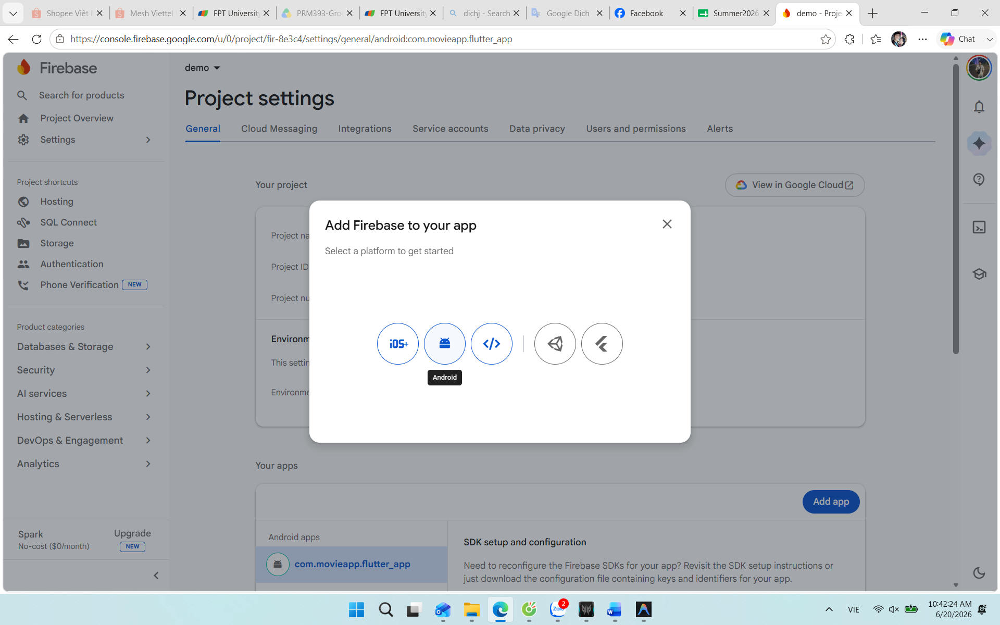 Shopee Việt
Mesh Viettel
FPT University
PRM393-Gro
FPT University
dichj - Search
Google Dịch
Facebook
Summer2026
demo - Proje
https://console.firebase.google.com/u/0/project/fir-8e3c4/settings/general/android:com.movieapp.flutter_app
Chat
Firebase
Search for products
Project Overview
Settings
Project shortcuts
Hosting
SQL Connect
Storage
Authentication
Phone Verification NEW
Product categories
Databases & Storage
Security
AI services
Hosting & Serverless
DevOps & Engagement
Analytics
Spark
No-cost ($0/month)
Upgrade
NEW
demo
Project settings
General Cloud Messaging Integrations Service accounts Data privacy Users and permissions Alerts
Your project
View in Google Cloud
Project na
Project ID
Project nu
Environm
This settin
Environme
Add Firebase to your app
Select a platform to get started
iOS+
</>
Android
Your apps
Add app
Android apps
com.movieapp.flutter_app
SDK setup and configuration
Need to reconfigure the Firebase SDKs for your app? Revisit the SDK setup instructions or
just download the configuration file containing keys and identifiers for your app.
Zalo
2
VIE
10:42:24 AM
6/20/2026